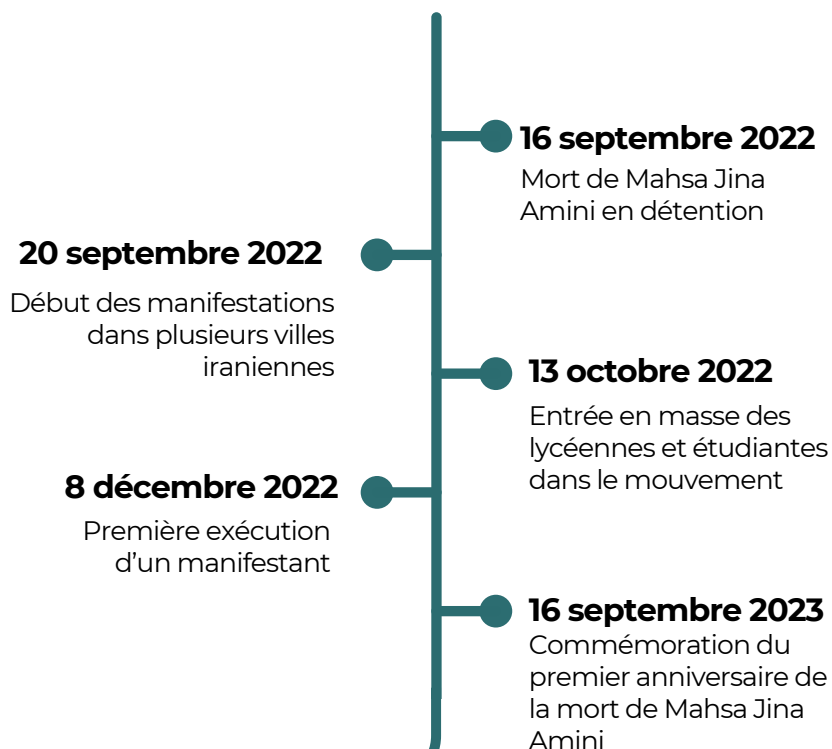 16 septembre 2022
Mort de Mahsa Jina
Amini en détention
20 septembre 2022
Début des manifestations
dans plusieurs villes
iraniennes
13 octobre 2022
Entrée en masse des
lycéennes et étudiantes
dans le mouvement
8 décembre 2022
Première exécution
d'un manifestant
16 septembre 2023
Commémoration du
premier anniversaire de
la mort de Mahsa Jina
Amini